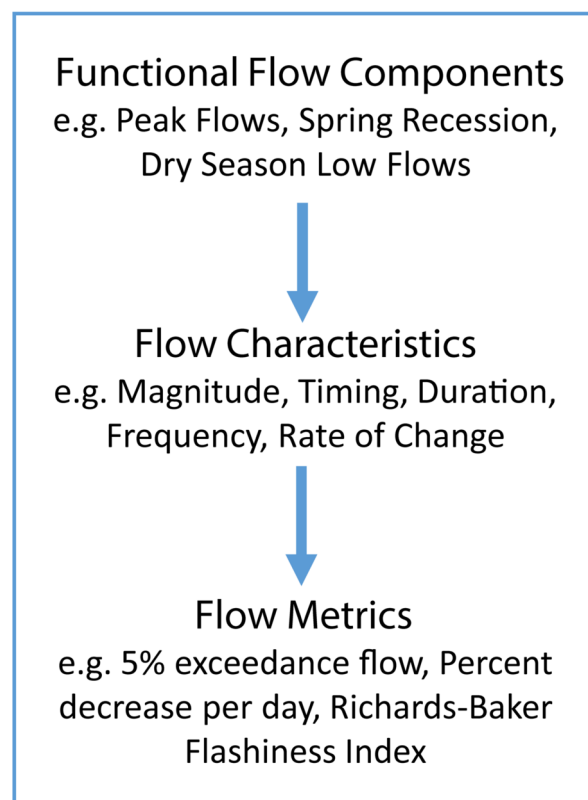 Functional Flow Components
e.g. Peak Flows, Spring Recession,
Dry Season Low Flows
Flow Characteristics
e.g. Magnitude, Timing, Duration,
Frequency, Rate of Change
Flow Metrics
e.g. 5% exceedance flow, Percent
decrease per day, Richards-Baker
Flashiness Index